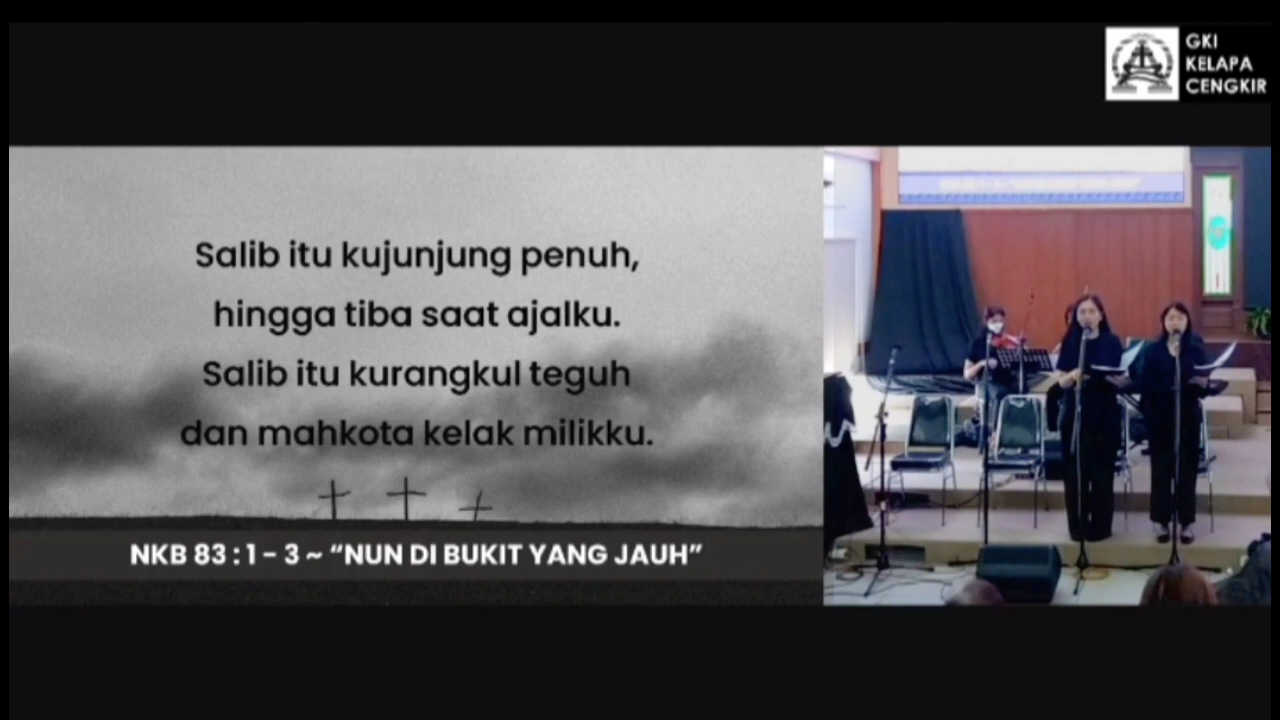 GKI
KELAPA
CENGKIR
Salib itu kujunjung penuh,
hingga tiba saat ajalku.
Salib itu kurangkul teguh
dan mahkota kelak milikku.
NKB 83 : 1 - 3 ~ “NUN DI BUKIT YANG JAUH”